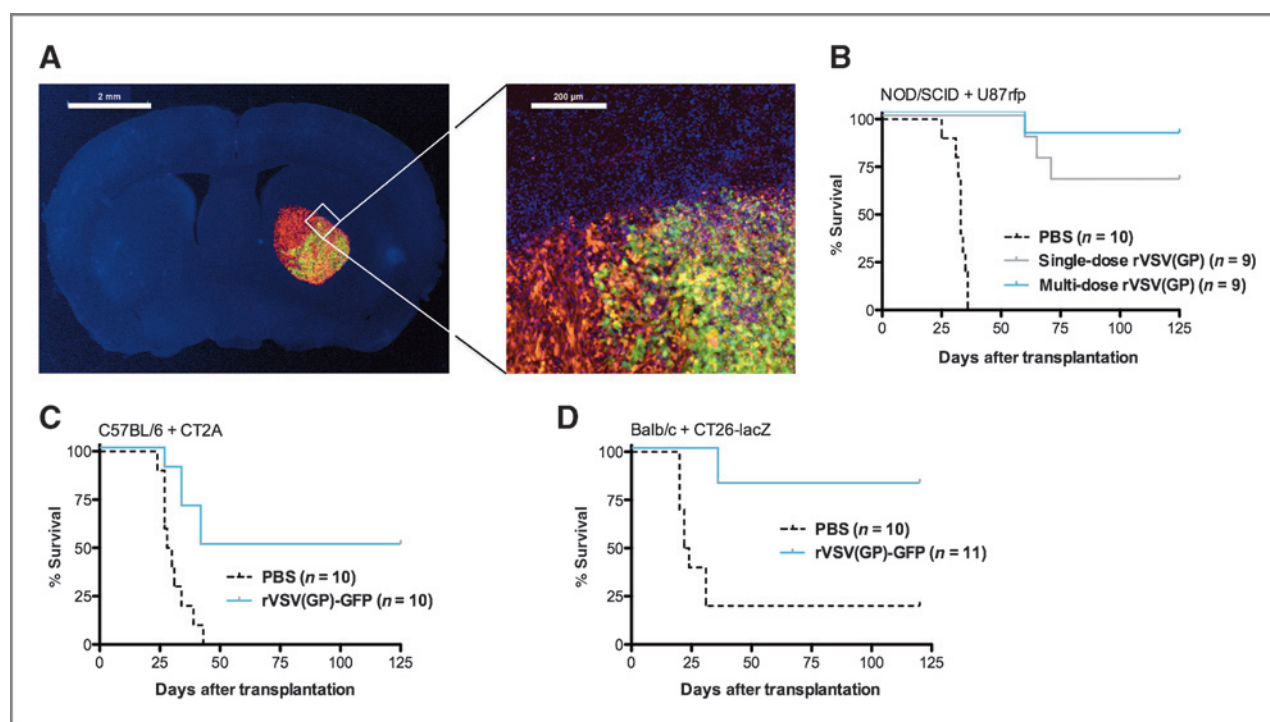 A
2 mm
200 µm
B
NOD/SCID + U87rfp
100
75
50
25
0
% Survival
PBS (n = 10)
Single-dose rVSV(GP) (n = 9)
Multi-dose rVSV(GP) (n = 9)
0 25 50 75 100 125
Days after transplantation
C
C57BL/6 + CT2A
100
75
50
25
0
% Survival
PBS (n = 10)
rVSV(GP)-GFP (n = 10)
0 25 50 75 100 125
Days after transplantation
D
Balb/c + CT26-lacZ
100
75
50
25
0
% Survival
PBS (n = 10)
rVSV(GP)-GFP (n = 11)
0 25 50 75 100 125
Days after transplantation